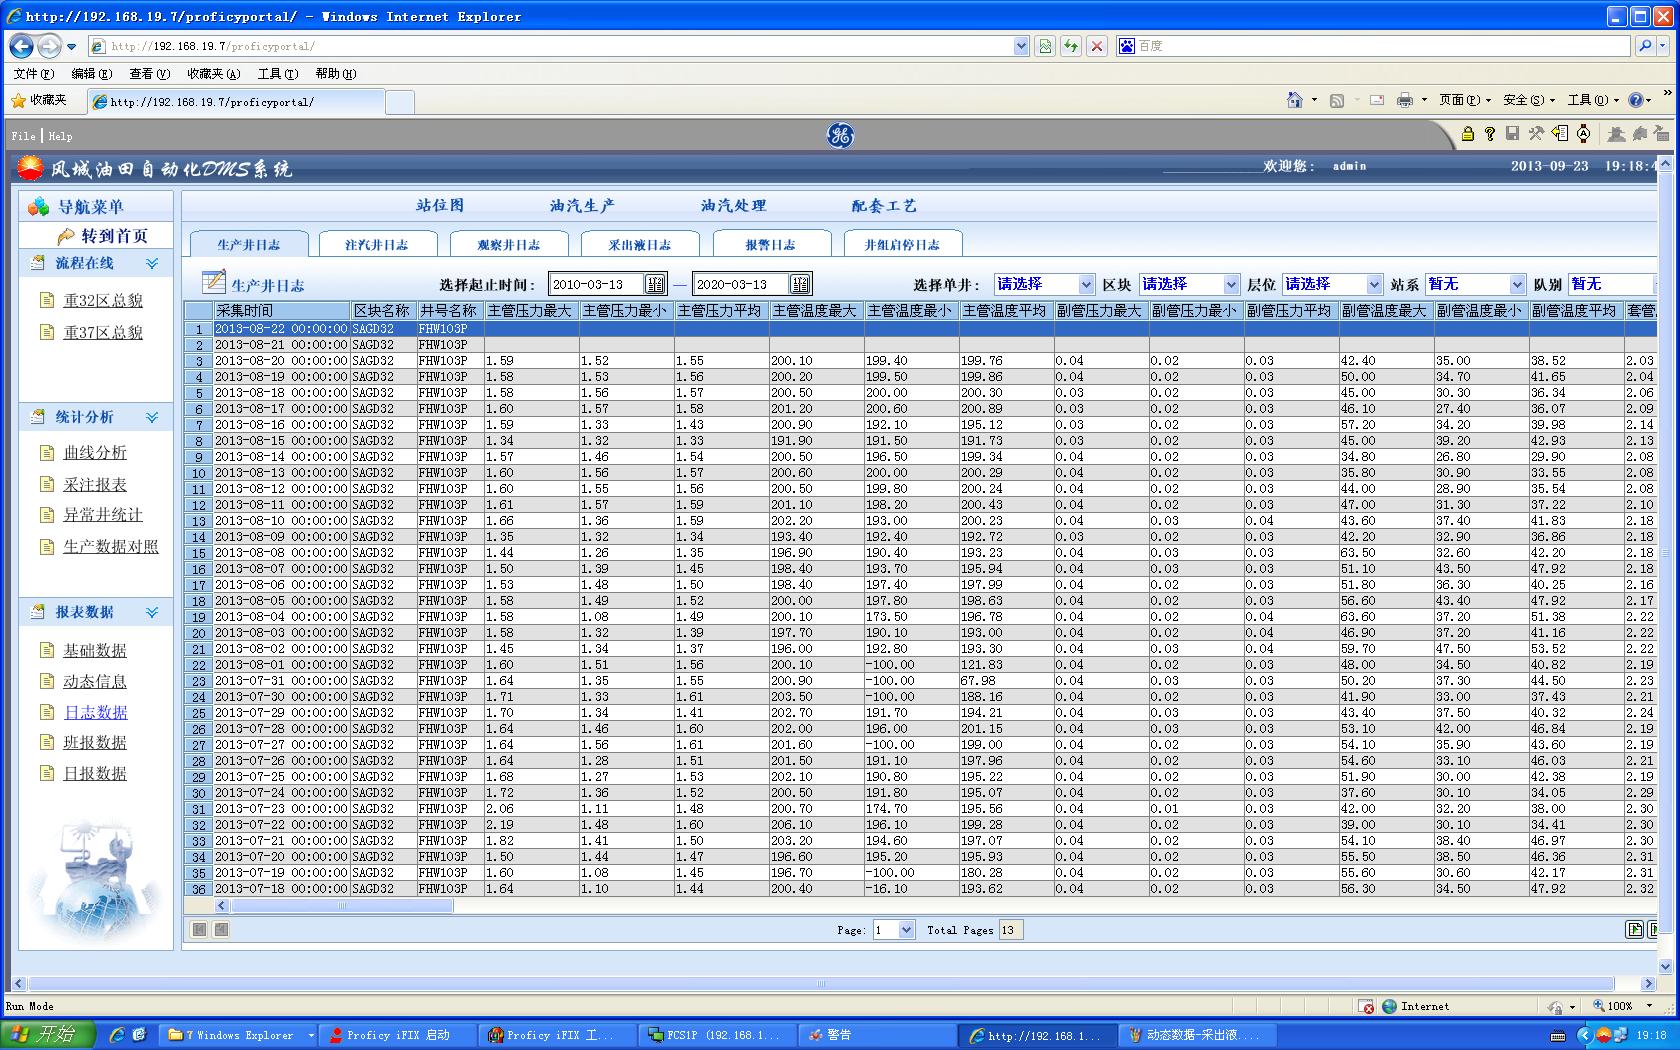 http://192.168.19.7/proficyportal/ - Windows Internet Explorer
http://192.168.19.7/proficyportal/
百度
文件(F) 编辑(E) 查看(V) 收藏夹(A) 工具(T) 帮助(H)
收藏夹 http://192.168.19.7/proficyportal/ 页面(P) 安全(S) 工具(O)
File | Help
风城油田自动化DMS系统 欢迎您: admin 2013-09-23 19:18:4
导航菜单 站位图 油汽生产 油汽处理 配套工艺
转到首页 生产井日志 注汽井日志 观察井日志 采出液日志 报警日志 井组启停日志
流程在线
重32区总貌
重37区总貌
统计分析
曲线分析
采注报表
异常井统计
生产数据对照
报表数据
基础数据
动态信息
日志数据
班报数据
日报数据
生产井日志 选择起止时间: 2010-03-13 — 2020-03-13 选择单井: 请选择 区块 请选择 层位 请选择 站系 暂无 队别 暂无
采集时间 区块名称 井号名称 主管压力最大 主管压力最小 主管压力平均 主管温度最大 主管温度最小 主管温度平均 副管压力最大 副管压力最小 副管压力平均 副管温度最大 副管温度最小 副管温度平均 套管
1 2013-08-22 00:00:00 SAGD32 FHW103P
2 2013-08-21 00:00:00 SAGD32 FHW103P
3 2013-08-20 00:00:00 SAGD32 FHW103P 1.59 1.52 1.55 200.10 199.40 199.76 0.04 0.02 0.03 42.40 35.00 38.52 2.03
4 2013-08-19 00:00:00 SAGD32 FHW103P 1.58 1.53 1.56 200.20 199.50 199.86 0.04 0.02 0.03 50.00 34.70 41.65 2.04
5 2013-08-18 00:00:00 SAGD32 FHW103P 1.58 1.56 1.57 200.50 200.00 200.30 0.03 0.02 0.03 45.00 30.30 36.34 2.06
6 2013-08-17 00:00:00 SAGD32 FHW103P 1.60 1.57 1.58 201.20 200.60 200.89 0.03 0.02 0.03 46.10 27.40 36.07 2.09
7 2013-08-16 00:00:00 SAGD32 FHW103P 1.59 1.33 1.43 200.90 192.10 195.12 0.03 0.02 0.03 57.20 34.90 39.98 2.14
8 2013-08-15 00:00:00 SAGD32 FHW103P 1.34 1.32 1.33 191.90 191.50 191.73 0.03 0.02 0.03 45.00 39.20 42.93 2.13
9 2013-08-14 00:00:00 SAGD32 FHW103P 1.57 1.46 1.54 200.50 196.50 199.34 0.04 0.02 0.03 34.80 26.80 29.90 2.08
10 2013-08-13 00:00:00 SAGD32 FHW103P 1.60 1.56 1.57 200.60 200.00 200.29 0.04 0.02 0.03 35.80 30.90 33.55 2.08
11 2013-08-12 00:00:00 SAGD32 FHW103P 1.60 1.55 1.56 200.50 199.80 200.24 0.04 0.02 0.03 44.00 28.90 35.54 2.08
12 2013-08-11 00:00:00 SAGD32 FHW103P 1.61 1.57 1.59 201.10 198.20 200.43 0.04 0.02 0.03 47.00 31.30 37.22 2.10
13 2013-08-10 00:00:00 SAGD32 FHW103P 1.66 1.36 1.59 202.20 193.00 200.23 0.04 0.03 0.04 43.60 37.40 41.83 2.18
14 2013-08-09 00:00:00 SAGD32 FHW103P 1.35 1.32 1.34 193.40 192.40 192.72 0.03 0.02 0.03 42.20 32.90 36.86 2.18
15 2013-08-08 00:00:00 SAGD32 FHW103P 1.44 1.26 1.35 196.90 190.40 193.23 0.04 0.03 0.03 63.50 32.60 42.20 2.18
16 2013-08-07 00:00:00 SAGD32 FHW103P 1.50 1.39 1.45 198.40 193.70 195.94 0.04 0.03 0.03 51.10 43.50 47.92 2.18
17 2013-08-06 00:00:00 SAGD32 FHW103P 1.53 1.48 1.50 198.40 197.40 197.99 0.04 0.02 0.03 51.80 36.30 40.25 2.16
18 2013-08-05 00:00:00 SAGD32 FHW103P 1.58 1.49 1.52 200.00 197.80 198.63 0.04 0.02 0.03 56.60 43.40 47.92 2.17
19 2013-08-04 00:00:00 SAGD32 FHW103P 1.58 1.08 1.49 200.10 173.50 196.78 0.04 0.02 0.04 63.60 37.20 51.38 2.22
20 2013-08-03 00:00:00 SAGD32 FHW103P 1.58 1.32 1.39 197.70 190.10 193.00 0.04 0.02 0.04 46.90 37.20 41.16 2.22
21 2013-08-02 00:00:00 SAGD32 FHW103P 1.45 1.34 1.37 196.00 192.80 193.30 0.04 0.03 0.04 59.70 47.50 53.52 2.22
22 2013-08-01 00:00:00 SAGD32 FHW103P 1.60 1.51 1.56 200.10 -100.00 121.83 0.04 0.02 0.03 48.00 34.50 40.82 2.19
23 2013-07-31 00:00:00 SAGD32 FHW103P 1.64 1.35 1.55 200.90 -100.00 67.98 0.04 0.03 0.03 50.20 37.30 44.50 2.23
24 2013-07-30 00:00:00 SAGD32 FHW103P 1.71 1.33 1.61 203.50 -100.00 188.16 0.04 0.02 0.03 41.90 33.00 37.43 2.21
25 2013-07-29 00:00:00 SAGD32 FHW103P 1.70 1.34 1.41 202.70 191.70 194.21 0.04 0.03 0.03 43.40 37.50 40.32 2.24
26 2013-07-28 00:00:00 SAGD32 FHW103P 1.64 1.46 1.60 202.00 196.00 201.15 0.04 0.02 0.03 53.10 42.00 46.84 2.19
27 2013-07-27 00:00:00 SAGD32 FHW103P 1.64 1.56 1.61 201.60 -100.00 199.00 0.04 0.02 0.03 54.10 35.90 43.60 2.19
28 2013-07-26 00:00:00 SAGD32 FHW103P 1.64 1.28 1.51 201.50 191.10 197.96 0.04 0.02 0.03 54.60 33.10 46.03 2.21
29 2013-07-25 00:00:00 SAGD32 FHW103P 1.68 1.27 1.53 202.10 190.80 195.22 0.04 0.02 0.03 51.90 30.00 42.38 2.19
30 2013-07-24 00:00:00 SAGD32 FHW103P 1.72 1.36 1.52 200.50 191.80 195.07 0.04 0.02 0.03 37.60 30.10 34.05 2.29
31 2013-07-23 00:00:00 SAGD32 FHW103P 2.06 1.11 1.48 200.70 174.70 195.56 0.04 0.01 0.03 42.00 32.20 38.00 2.30
32 2013-07-22 00:00:00 SAGD32 FHW103P 2.19 1.48 1.60 206.10 196.10 199.28 0.04 0.02 0.03 39.00 30.10 34.41 2.30
33 2013-07-21 00:00:00 SAGD32 FHW103P 1.82 1.41 1.50 203.20 194.60 197.07 0.04 0.02 0.03 54.10 38.40 46.97 2.30
34 2013-07-20 00:00:00 SAGD32 FHW103P 1.50 1.44 1.47 196.60 195.20 195.93 0.04 0.02 0.03 55.50 38.50 46.36 2.31
35 2013-07-19 00:00:00 SAGD32 FHW103P 1.60 1.08 1.45 196.70 -100.00 180.28 0.04 0.02 0.03 55.60 30.60 42.17 2.31
36 2013-07-18 00:00:00 SAGD32 FHW103P 1.64 1.10 1.44 200.40 -16.10 193.62 0.04 0.02 0.03 56.30 34.50 47.92 2.32
Page: 1 Total Pages 13
Run Mode Internet 100%
开始 7 Windows Explorer Proficy iFIX 启动 Proficy iFIX 工... FCS1P (192.168.1... 警告 http://192.168.1... 动态数据-采出液.... 19:18